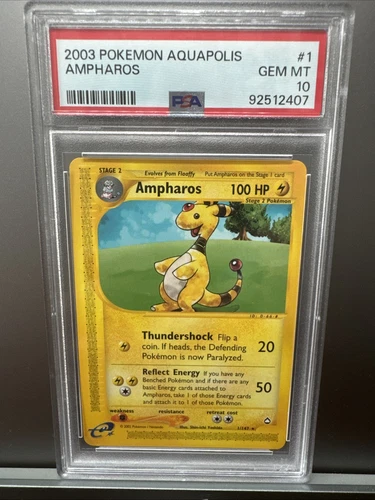 2003 POKEMON AQUAPOLIS #1
AMPHAROS GEM MT
10
PSA 92512407
STAGE 2 Evolves from Flaaffy Put Ampharos on the Stage 1 card
Ampharos 100 HP
Stage 2 Pokémon
Thundershock Flip a
coin. If heads, the Defending
Pokémon is now Paralyzed. 20
Reflect Energy If you have any
Benched Pokémon and if there are any
basic Energy cards attached to
Ampharos, take 1 of those Energy cards
and attach it to 1 of those Pokémon. 50
weakness resistance retreat cost
e